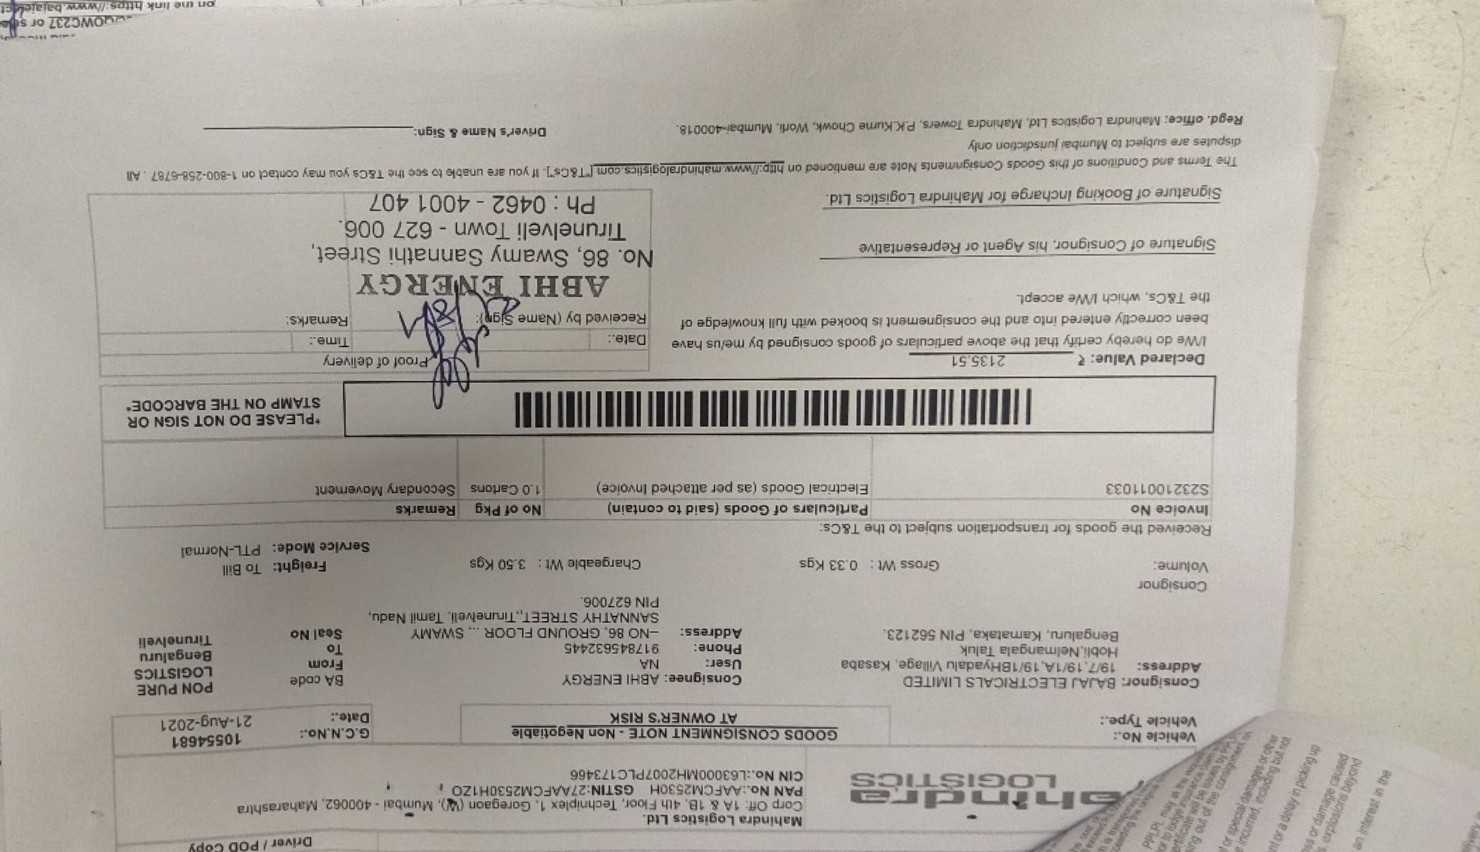 Driver / POD Copy
LOGISTICS
Mahindra Logistics Ltd.
Corp Off: 1A & 1B, 4th Floor, Techniplex 1, Goregaon (W), Mumbai - 400062, Maharashtra
PAN No.:AAFCM2530H GSTIN:27AAFCM2530H1ZO
CIN No.:L63000MH2007PLC173466
Vehicle No.:
Vehicle Type.:
GOODS CONSIGNMENT NOTE - Non Negotiable
AT OWNER'S RISK
G.C.N.No.: 10554681
Date.: 21-Aug-2021
Consignor: BAJAJ ELECTRICALS LIMITED
Address: 19/7,19/1A,19/1BHyadalu Village, Kasaba
Hobli,Nelmangala Taluk
Bengaluru, Karnataka, PIN 562123.
Consignee: ABHI ENERGY
User: NA
Phone: 917845632445
Address: --NO 86, GROUND FLOOR ... SWAMY
SANNATHY STREET,,Tirunelveli, Tamil Nadu,
PIN 627006.
BA code PON PURE
LOGISTICS
From Bengaluru
To Tirunelveli
Seal No
Consignor
Volume:
Gross Wt : 0.33 Kgs
Chargeable Wt : 3.50 Kgs
Freight: To Bill
Service Mode: PTL-Normal
Received the goods for transportation subject to the T&Cs:
Invoice No Particulars of Goods (said to contain) No of Pkg Remarks
S23210011033 Electrical Goods (as per attached Invoice) 1.0 Cartons Secondary Movement
*PLEASE DO NOT SIGN OR
STAMP ON THE BARCODE*
Declared Value: ₹ 2135.51
I/We do hereby certify that the above particulars of goods consigned by me/us have
been correctly entered into and the consignement is booked with full knowledge of
the T&Cs, which I/We accept.
Signature of Consignor, his Agent or Representative
Signature of Booking Incharge for Mahindra Logistics Ltd.
Proof of delivery
Date:: Time::
Received by (Name Sign): Remarks:
ABHI ENERGY
No. 86, Swamy Sannathi Street,
Tirunelveli Town - 627 006.
Ph : 0462 - 4001 407
The Terms and Conditions of this Goods Consignments Note are mentioned on http://www.mahindralogistics.com ["T&Cs"]. If you are unable to see the T&Cs you may contact on 1-800-258-6787 . All
disputes are subject to Mumbai jurisdiction only
Regd. office: Mahindra Logistics Ltd, Mahindra Towers, P.K.Kurne Chowk, Worli, Mumbai-400018.
Driver's Name & Sign:
on the link https://www.bajajelect